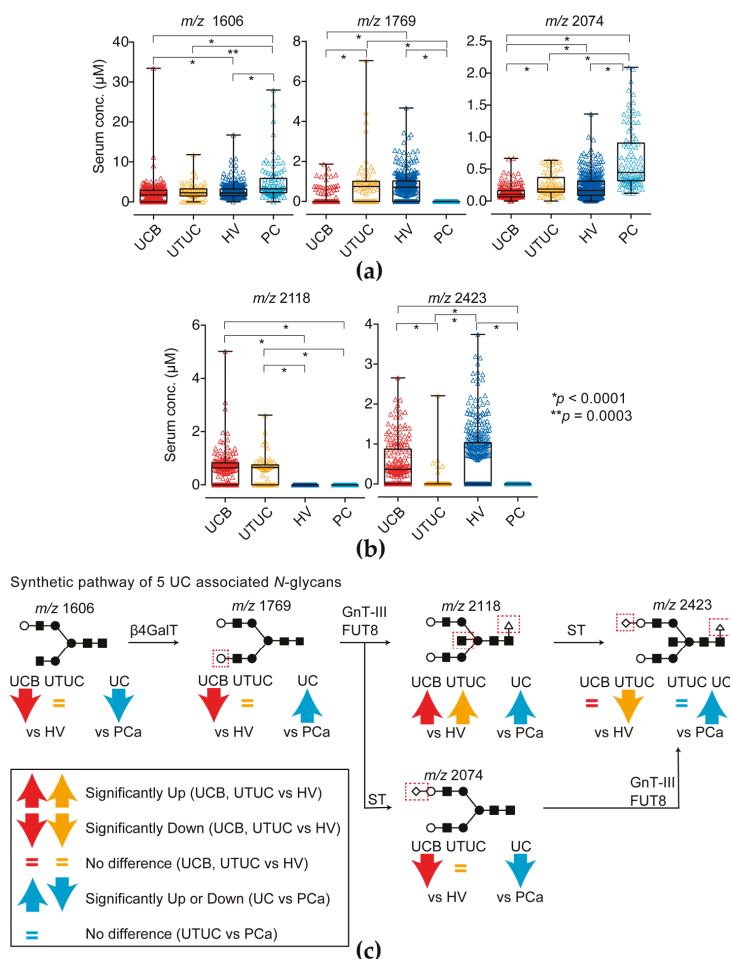 m/z 1606
m/z 1769
m/z 2074
Serum conc. (µM)
40
30
20
10
0
8
6
4
2
0
2.5
2.0
1.5
1.0
0.5
0.0
*
*
**
*
*
*
*
*
*
*
*
*
*
*
*
UCB
UTUC
HV
PC
UCB
UTUC
HV
PC
UCB
UTUC
HV
PC
(a)
m/z 2118
m/z 2423
Serum conc. (µM)
6
4
2
0
4
3
2
1
0
*
*
*
*
*
*
*
*
*
*p < 0.0001
**p = 0.0003
UCB
UTUC
HV
PC
UCB
UTUC
HV
PC
(b)
Synthetic pathway of 5 UC associated N-glycans
m/z 1606
β4GalT
m/z 1769
GnT-III
FUT8
m/z 2118
ST
m/z 2423
UCB UTUC UC
=
vs HV vs PCa
UCB UTUC UC
=
vs HV vs PCa
UCB UTUC UC
vs HV vs PCa
UCB UTUC UTUC UC
= =
vs HV vs PCa
ST
m/z 2074
GnT-III
FUT8
UCB UTUC UC
=
vs HV vs PCa
Significantly Up (UCB, UTUC vs HV)
Significantly Down (UCB, UTUC vs HV)
= = No difference (UCB, UTUC vs HV)
Significantly Up or Down (UC vs PCa)
= No difference (UTUC vs PCa)
(c)